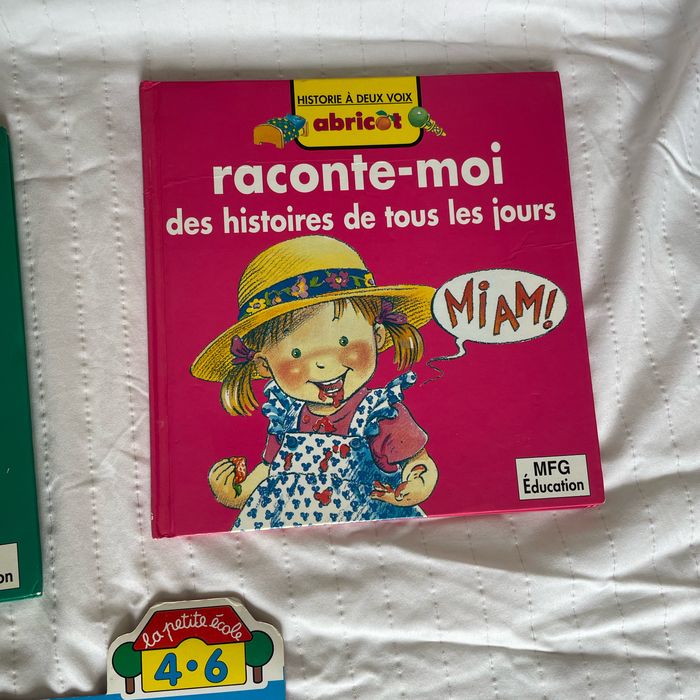 HISTORIE À DEUX VOIX
abricot
raconte-moi
des histoires de tous les jours
MIAM!
MFG
Éducation
on
la petite école
4•6